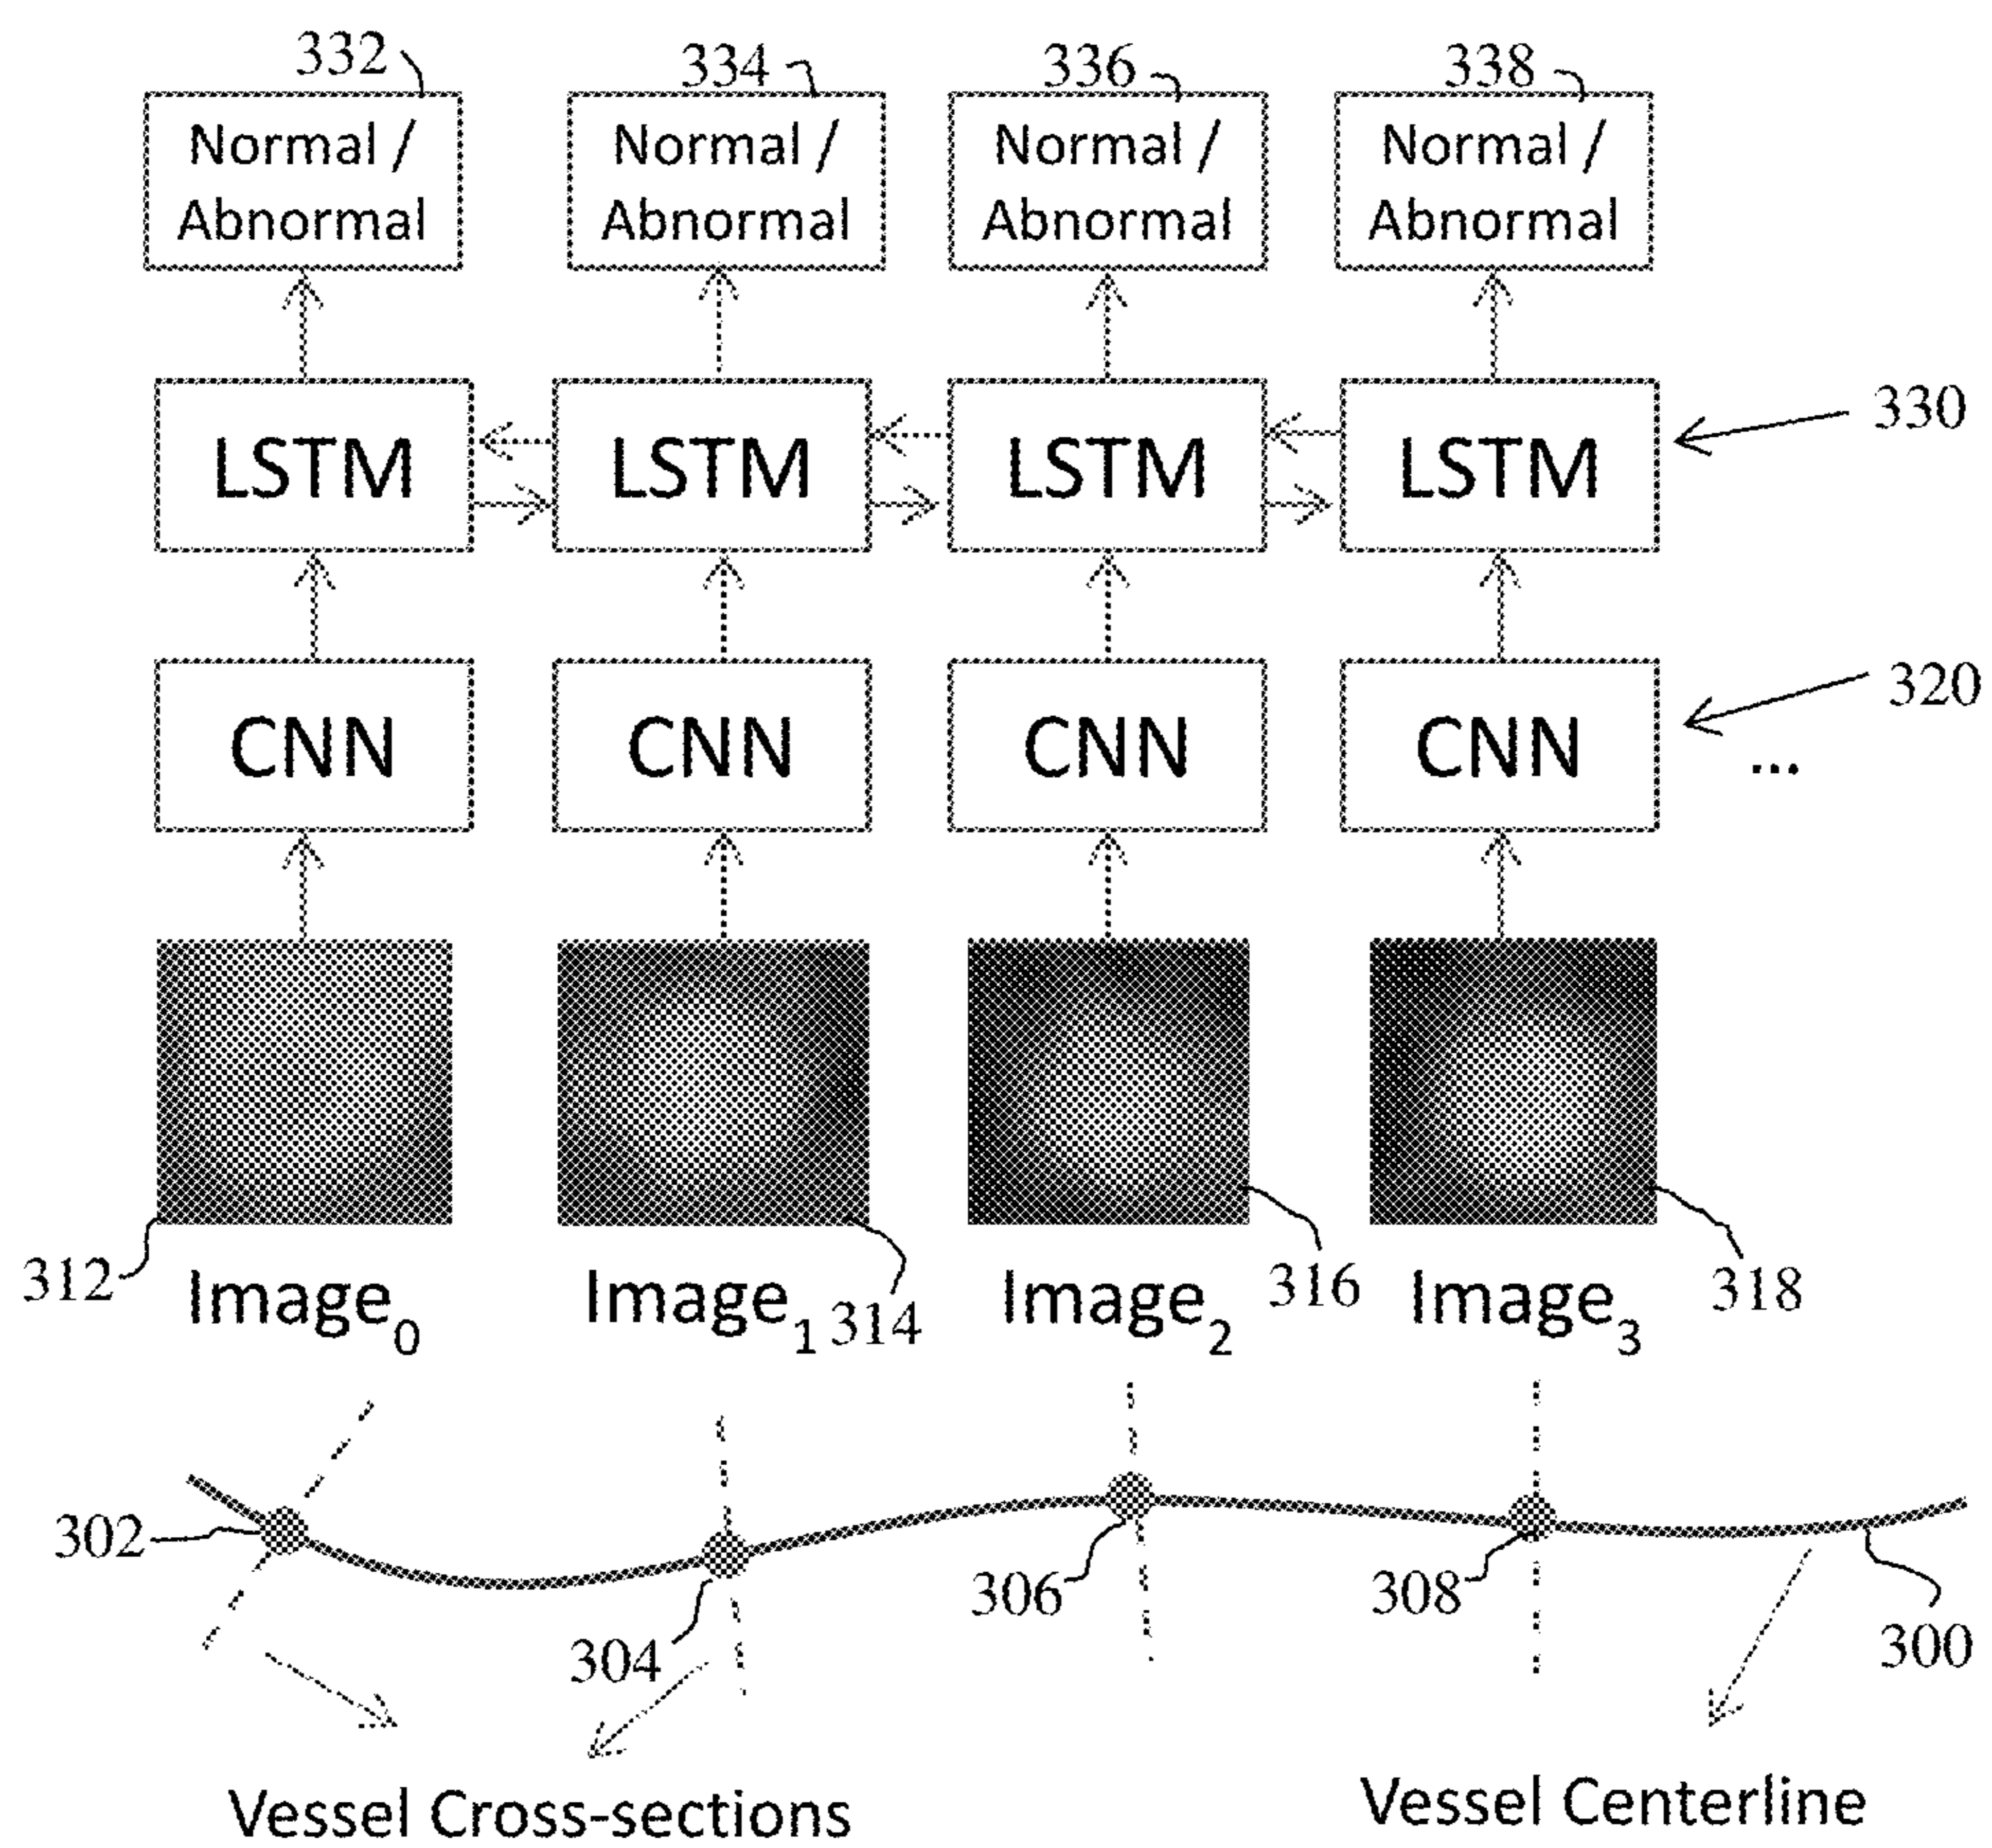 332 334 336 338
Normal / Normal / Normal / Normal /
Abnormal Abnormal Abnormal Abnormal
LSTM LSTM LSTM LSTM 330
CNN CNN CNN CNN 320
...
312 Image0 Image1 314 Image2 316 Image3 318
302 304 306 308 300
Vessel Cross-sections Vessel Centerline